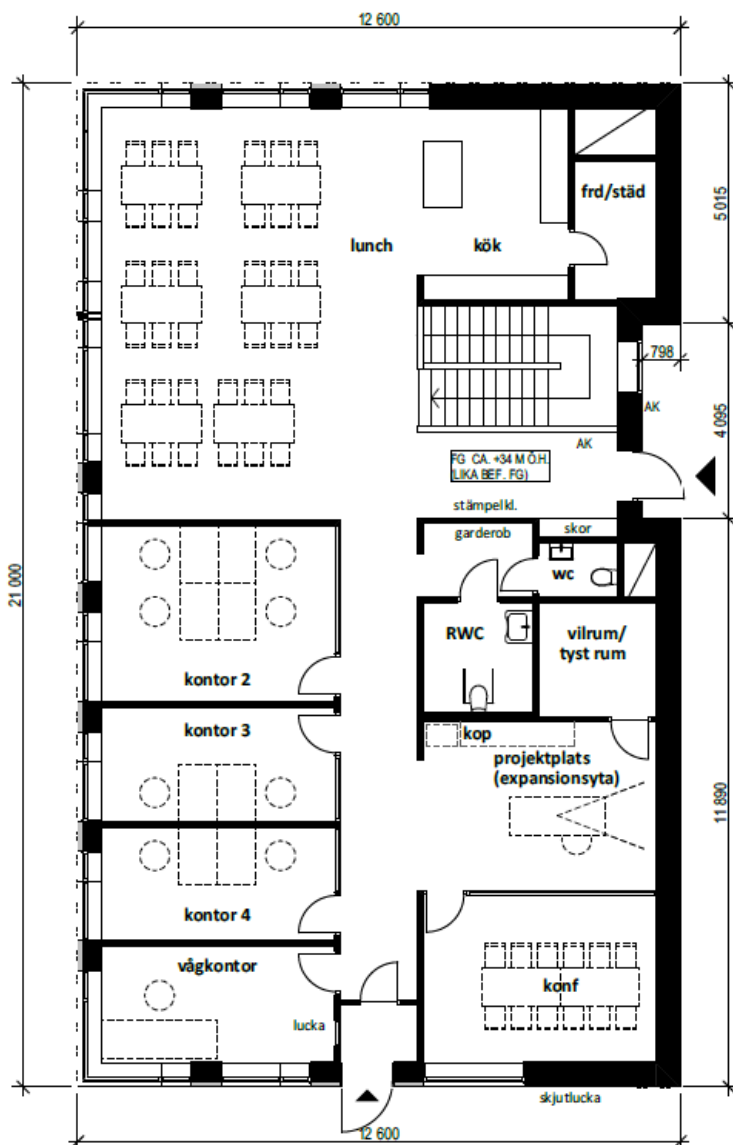 12 600
frd/städ
5 015
lunch
kök
798
AK
4 095
AK
FG CA. +34 M Ö.H.
(LIKA BEF. FG)
stämpelkl.
garderob
skor
21 000
wc
RWC
vilrum/
tyst rum
kontor 2
kontor 3
kop
projektplats
(expansionsyta)
11 890
kontor 4
vågkontor
konf
lucka
skjutlucka
12 600